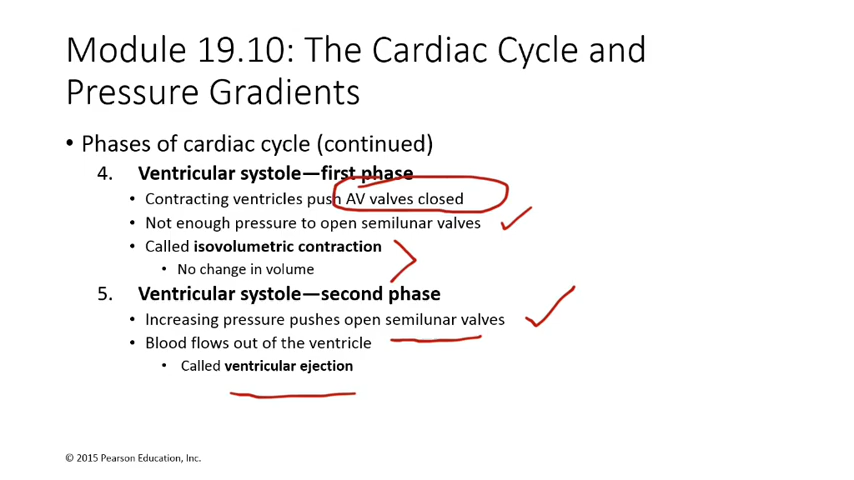 Module 19.10: The Cardiac Cycle and
Pressure Gradients
• Phases of cardiac cycle (continued)
4. Ventricular systole—first phase
• Contracting ventricles push AV valves closed
• Not enough pressure to open semilunar valves
• Called isovolumetric contraction
• No change in volume
5. Ventricular systole—second phase
• Increasing pressure pushes open semilunar valves
• Blood flows out of the ventricle
• Called ventricular ejection
© 2015 Pearson Education, Inc.